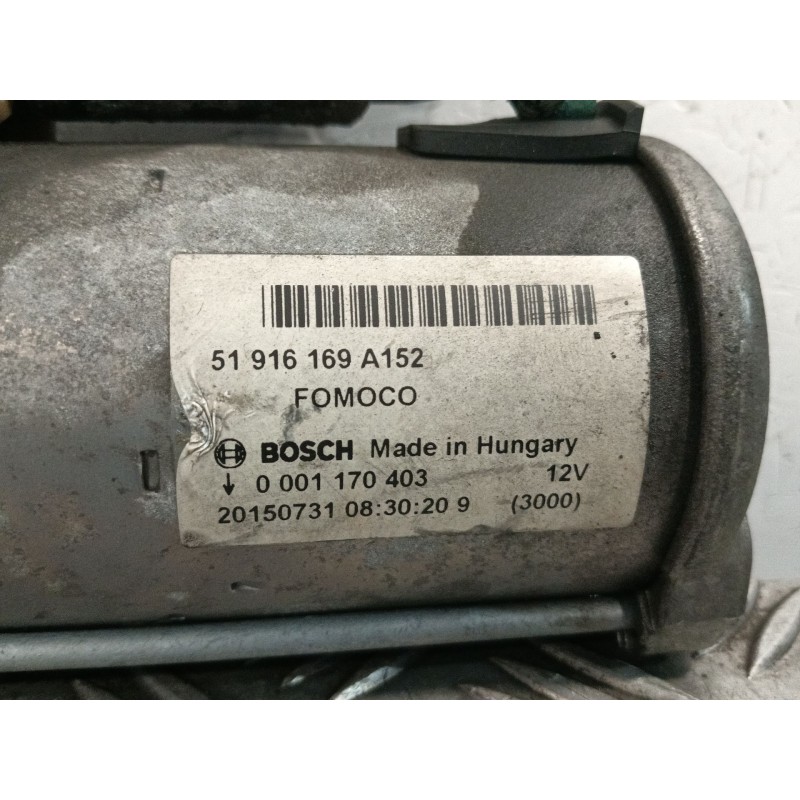 51 916 169 A152
FOMOCO
BOSCH Made in Hungary
↓ 0 001 170 403 12V
20150731 08:30:20 9 (3000)